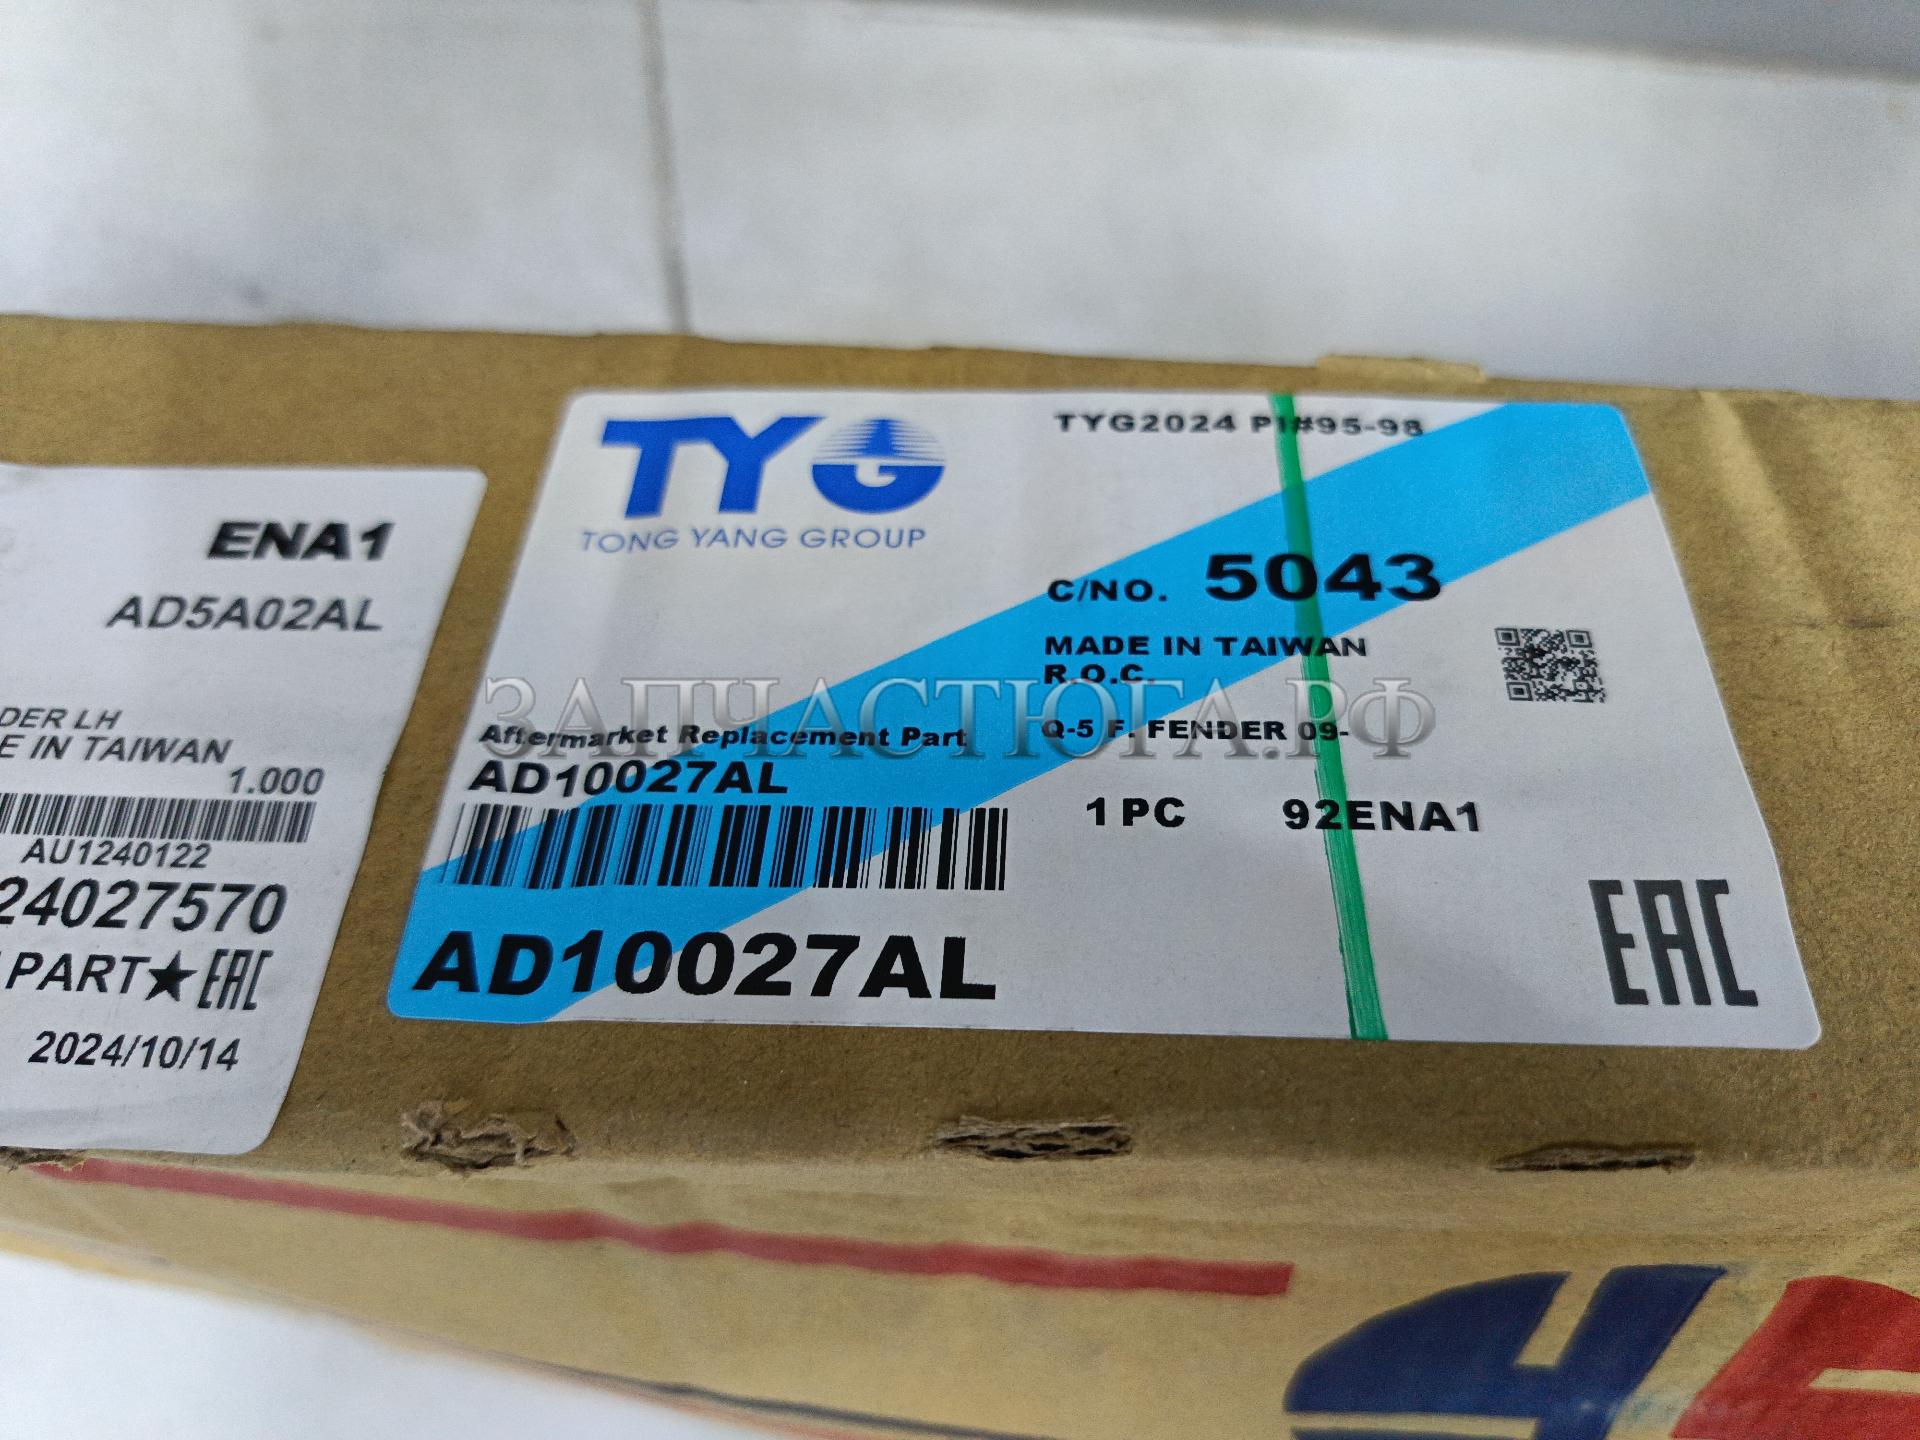 ENA1
AD5A02AL
DER LH
E IN TAIWAN
1.000
AU1240122
24027570
PART★EAC
2024/10/14
TYG
TONG YANG GROUP
TYG2024 PI#95-98
C/NO. 5043
MADE IN TAIWAN
R.O.C.
Aftermarket Replacement Part
Q-5 F. FENDER 09-
AD10027AL
1 PC 92ENA1
AD10027AL
EAC
ЗАПЧАСТЮГА.РФ